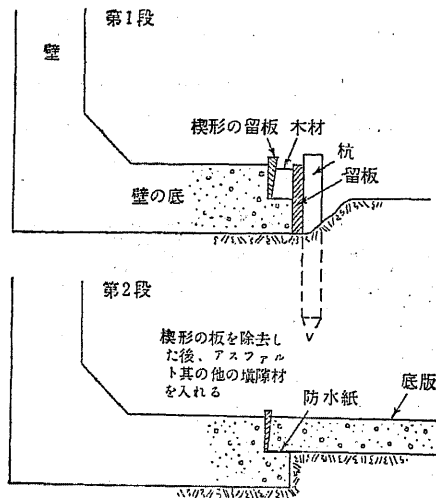 第1段
壁
楔形の留板 木材
杭
壁の底
留板
第2段
楔形の板を除去し
た後、アスファル
ト其の他の塡隙材
を入れる
底版
防水紙